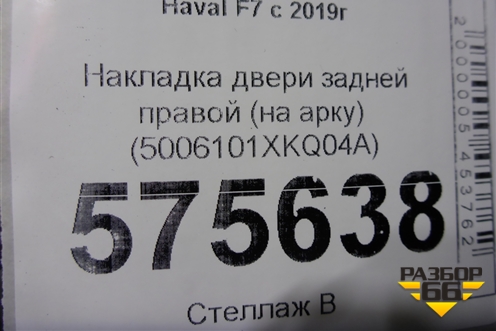 Haval F7 с 2019г
Накладка двери задней
правой (на арку)
(5006101XKQ04A)
575638
Стеллаж В
2000005453762
РАЗБОР
66